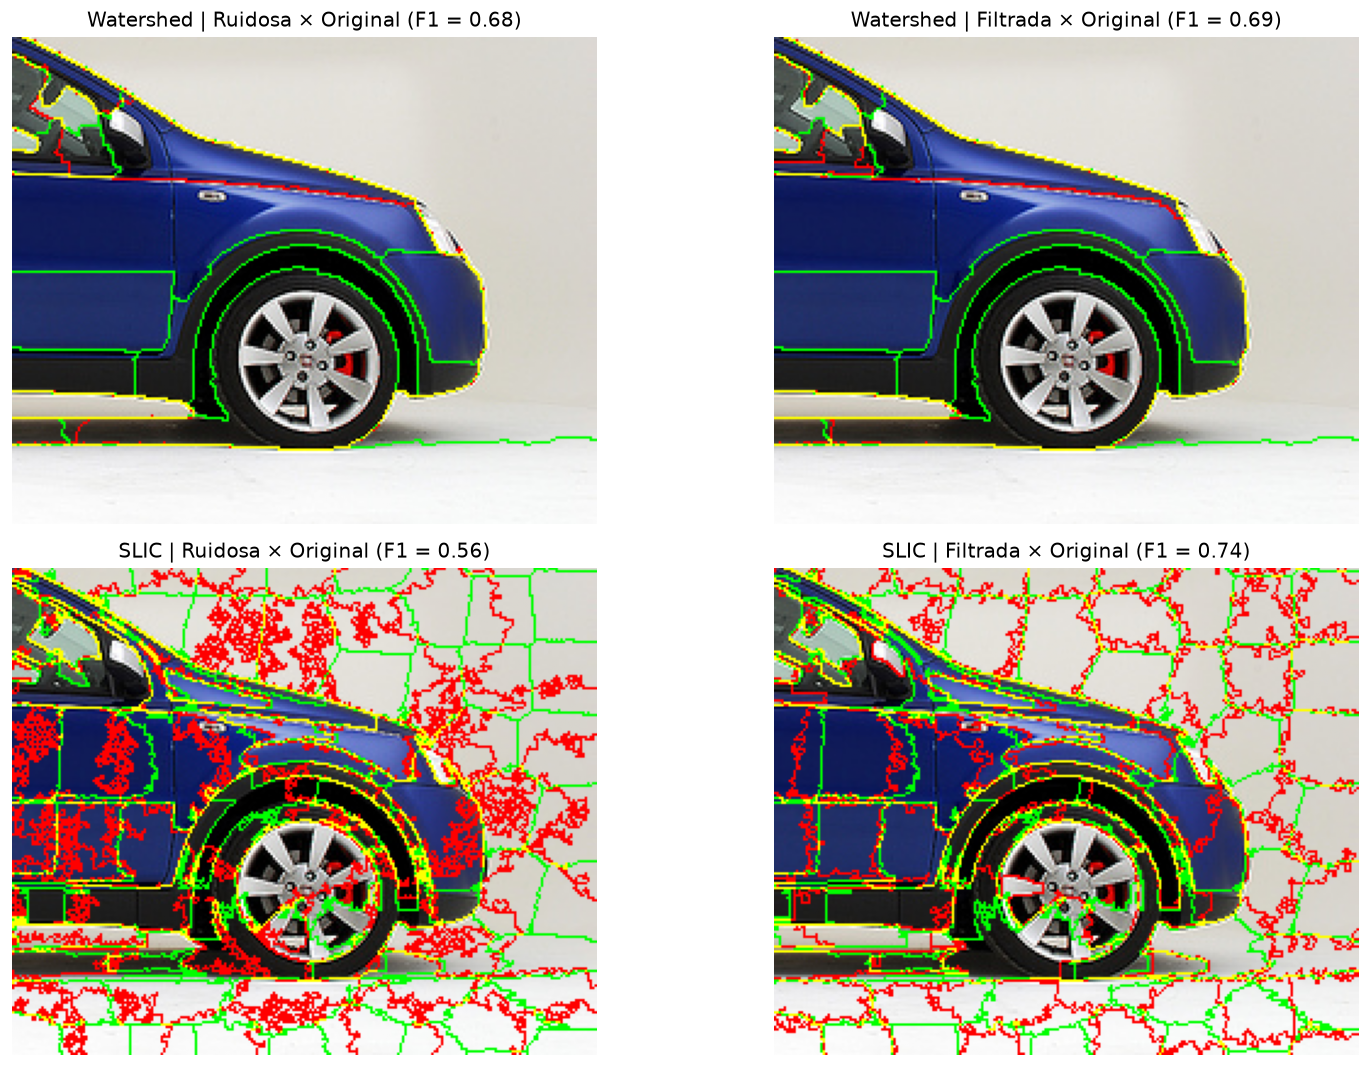 Watershed | Ruidosa × Original (F1 = 0.68)
Watershed | Filtrada × Original (F1 = 0.69)
SLIC | Ruidosa × Original (F1 = 0.56)
SLIC | Filtrada × Original (F1 = 0.74)